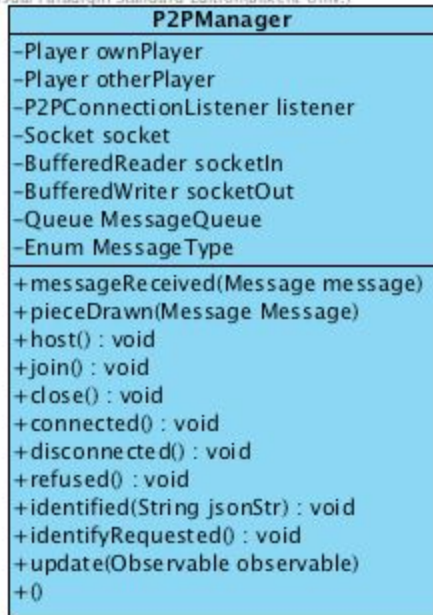 P2PManager
-Player ownPlayer
-Player otherPlayer
-P2PConnectionListener listener
-Socket socket
-BufferedReader socketIn
-BufferedWriter socketOut
-Queue MessageQueue
-Enum MessageType
+messageReceived(Message message)
+pieceDrawn(Message Message)
+host() : void
+join() : void
+close() : void
+connected() : void
+disconnected() : void
+refused() : void
+identified(String jsonStr) : void
+identifyRequested() : void
+update(Observable observable)
+()